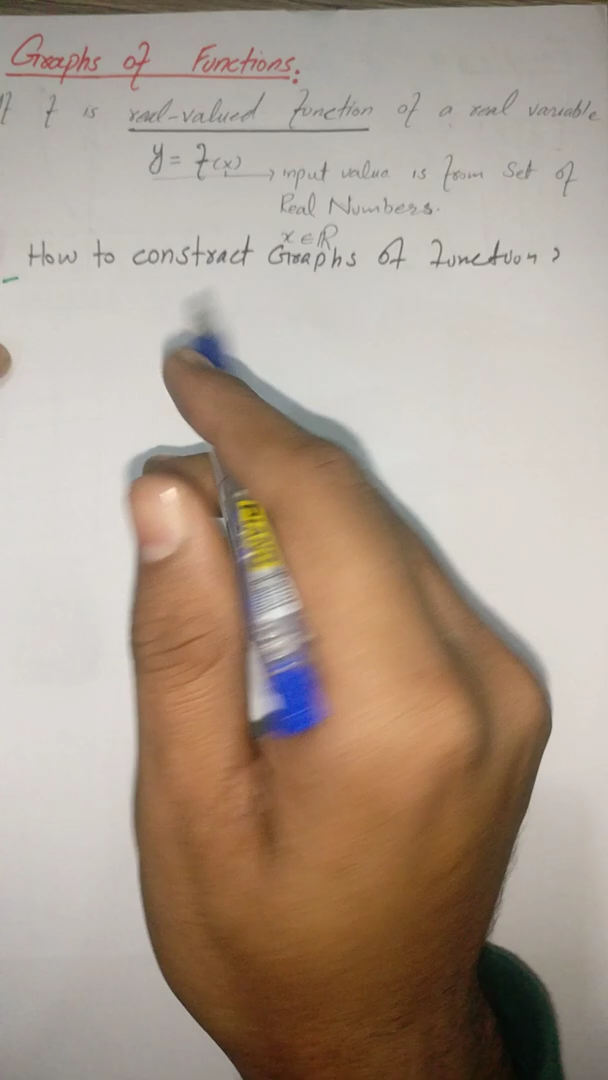 Graphs of Functions:
If f is real-valued function of a real variable
y = f(x) → input value is from Set of
Real Numbers.
x ∈ ℝ
How to constract Graphs of function?